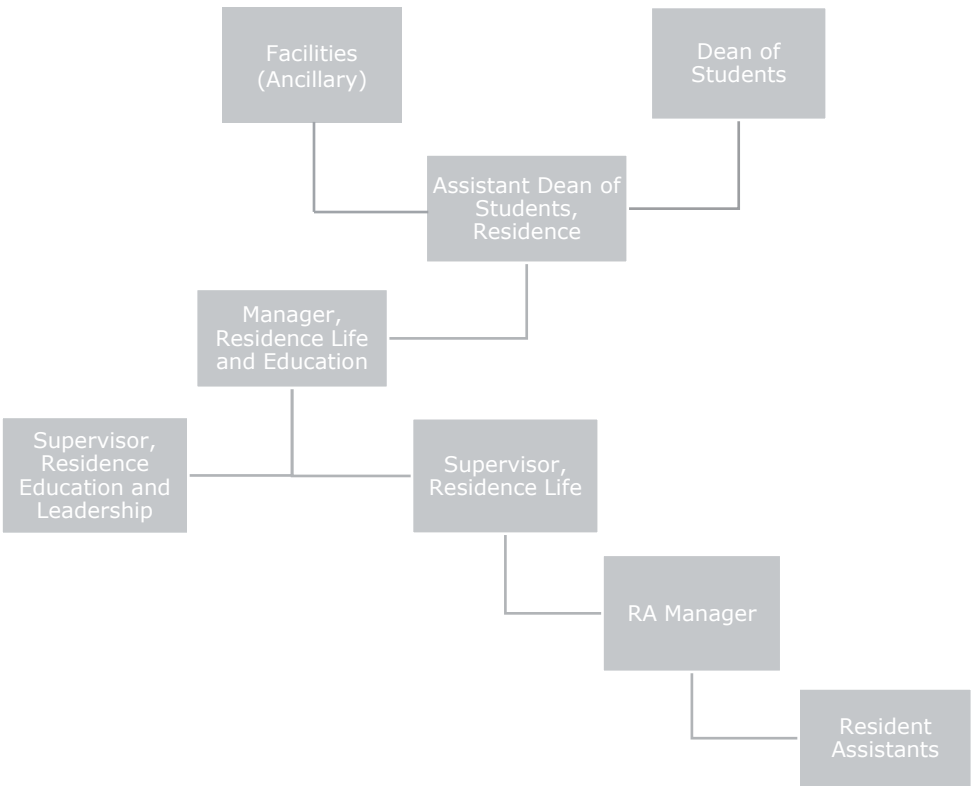 Facilities
(Ancillary)
Dean of
Students
Assistant Dean of
Students,
Residence
Manager,
Residence Life
and Education
Supervisor,
Residence
Education and
Leadership
Supervisor,
Residence Life
RA Manager
Resident
Assistants